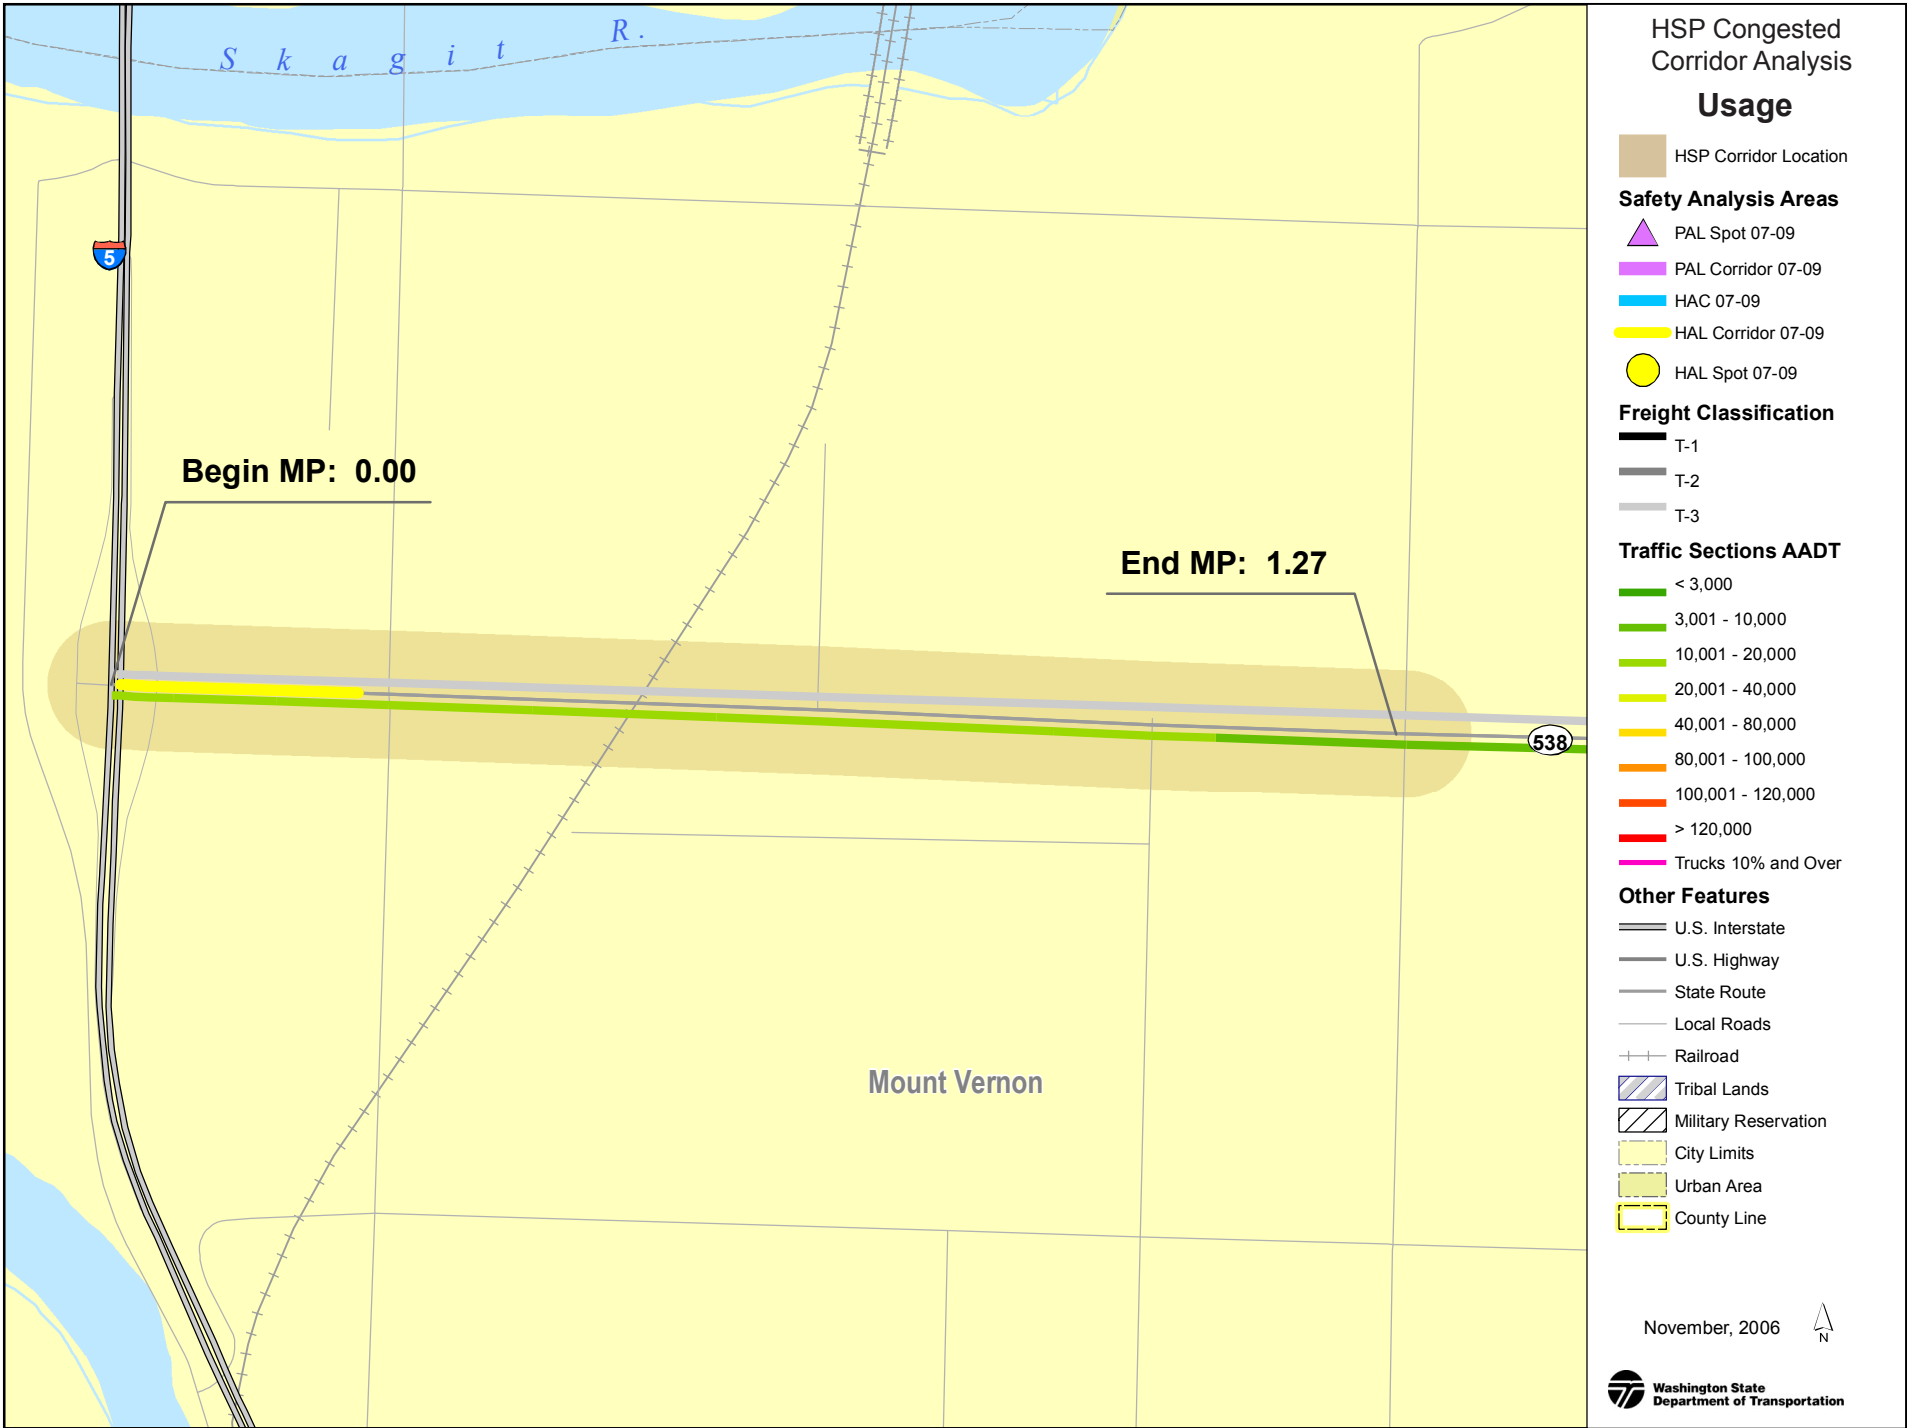 Skagit R.
5
Begin MP: 0.00
End MP: 1.27
538
Mount Vernon
HSP Congested
Corridor Analysis
Usage
HSP Corridor Location
Safety Analysis Areas
PAL Spot 07-09
PAL Corridor 07-09
HAC 07-09
HAL Corridor 07-09
HAL Spot 07-09
Freight Classification
T-1
T-2
T-3
Traffic Sections AADT
< 3,000
3,001 - 10,000
10,001 - 20,000
20,001 - 40,000
40,001 - 80,000
80,001 - 100,000
100,001 - 120,000
> 120,000
Trucks 10% and Over
Other Features
U.S. Interstate
U.S. Highway
State Route
Local Roads
Railroad
Tribal Lands
Military Reservation
City Limits
Urban Area
County Line
November, 2006
N
Washington State
Department of Transportation